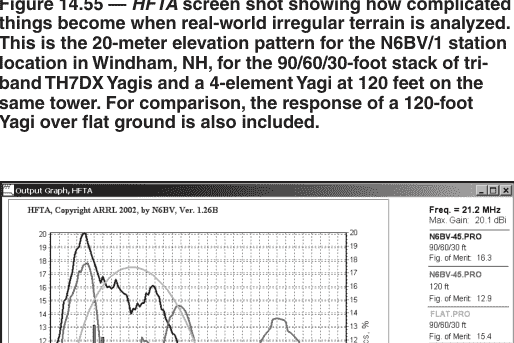 Figure 14.55 — HFTA screen shot showing how complicated
things become when real-world irregular terrain is analyzed.
This is the 20-meter elevation pattern for the N6BV/1 station
location in Windham, NH, for the 90/60/30-foot stack of tri-
band TH7DX Yagis and a 4-element Yagi at 120 feet on the
same tower. For comparison, the response of a 120-foot
Yagi over flat ground is also included.
Output Graph, HFTA
HFTA, Copyright ARRL 2002, by N6BV, Ver. 1.26B
Freq. = 21.2 MHz
Max. Gain: 20.1 dBi
N6BV-45.PRO
90/60/30 ft
Fig. of Merit: 16.3
N6BV-45.PRO
120 ft
Fig. of Merit: 12.9
FLAT.PRO
90/60/30 ft
Fig. of Merit: 15.4
20 20
19 19
18 18
17 17
16 16
15 15
14 14
13 13
12 12
cs, %